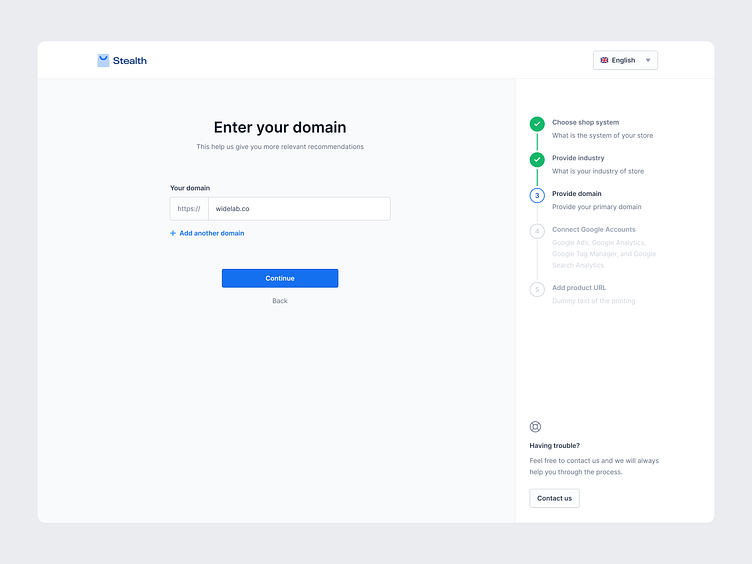 Stealth
English
Enter your domain
This help us give you more relevant recommendations
Your domain
https:// widelab.co
+ Add another domain
Continue
Back
Choose shop system
What is the system of your store
Provide industry
What is your industry of store
3 Provide domain
Provide your primary domain
4 Connect Google Accounts
Google Ads, Google Analytics,
Google Tag Manager, and Google
Search Analytics
5 Add product URL
Dummy text of the printing
Having trouble?
Feel free to contact us and we will always
help you through the process.
Contact us